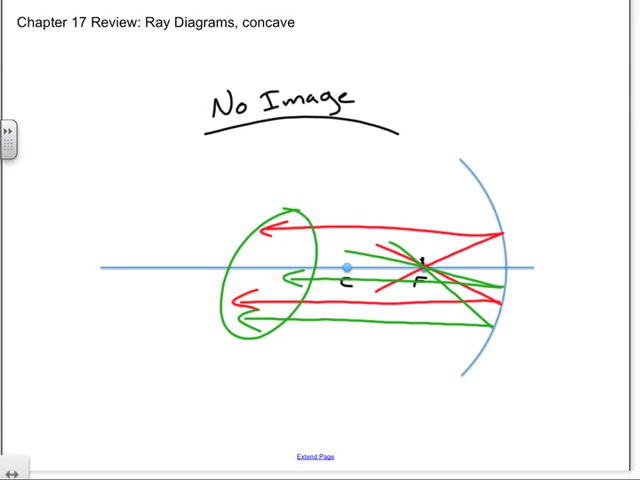 Chapter 17 Review: Ray Diagrams, concave
No Image
C F
Extend Page